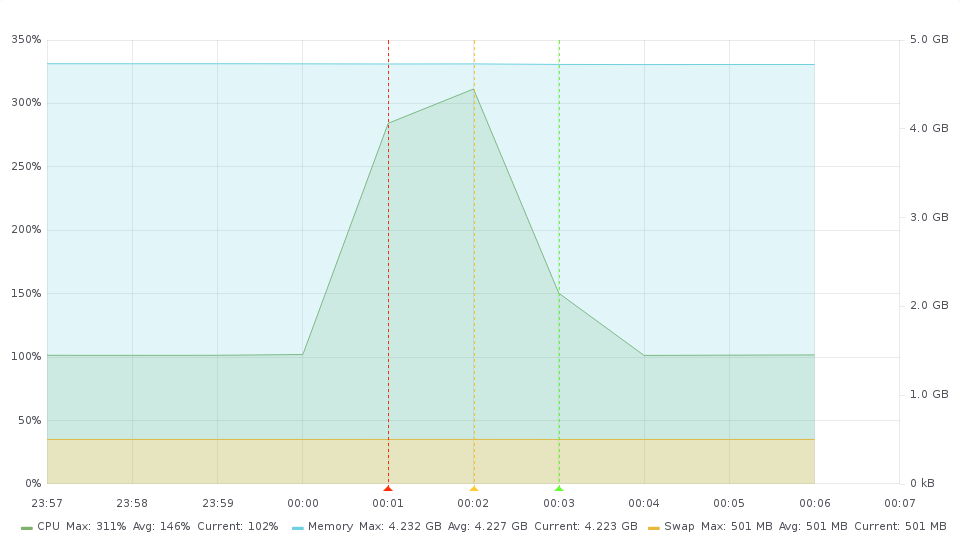 350% 5.0 GB
300%
4.0 GB
250%
3.0 GB
200%
150%
2.0 GB
100%
1.0 GB
50%
0% 0 kB
23:57 23:58 23:59 00:00 00:01 00:02 00:03 00:04 00:05 00:06 00:07
CPU Max: 311% Avg: 146% Current: 102% Memory Max: 4.232 GB Avg: 4.227 GB Current: 4.223 GB Swap Max: 501 MB Avg: 501 MB Current: 501 MB